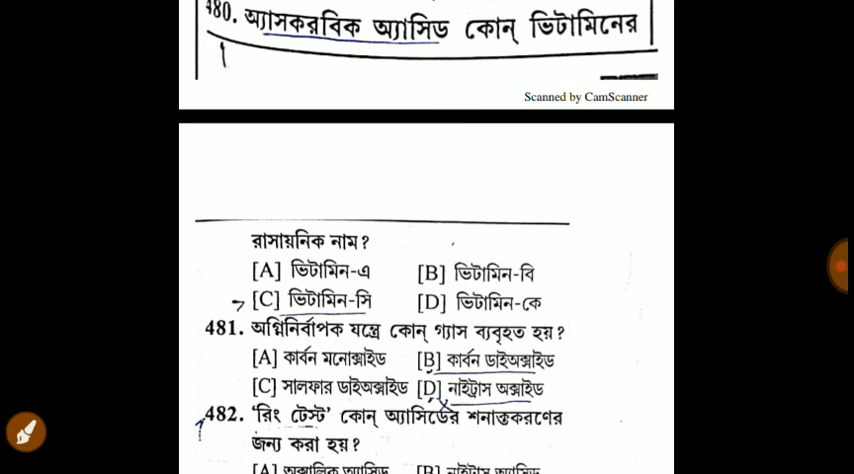 480. অ্যাসকরবিক অ্যাসিড কোন্ ভিটামিনের
Scanned by CamScanner
রাসায়নিক নাম?
[A] ভিটামিন-এ [B] ভিটামিন-বি
[C] ভিটামিন-সি [D] ভিটামিন-কে
481. অগ্নিনির্বাপক যন্ত্রে কোন্ গ্যাস ব্যবহৃত হয়?
[A] কার্বন মনোক্সাইড [B] কার্বন ডাইঅক্সাইড
[C] সালফার ডাইঅক্সাইড [D] নাইট্রাস অক্সাইড
482. ‘রিং টেস্ট’ কোন্ অ্যাসিডের শনাক্তকরণের
জন্য করা হয়?
[A] [B]